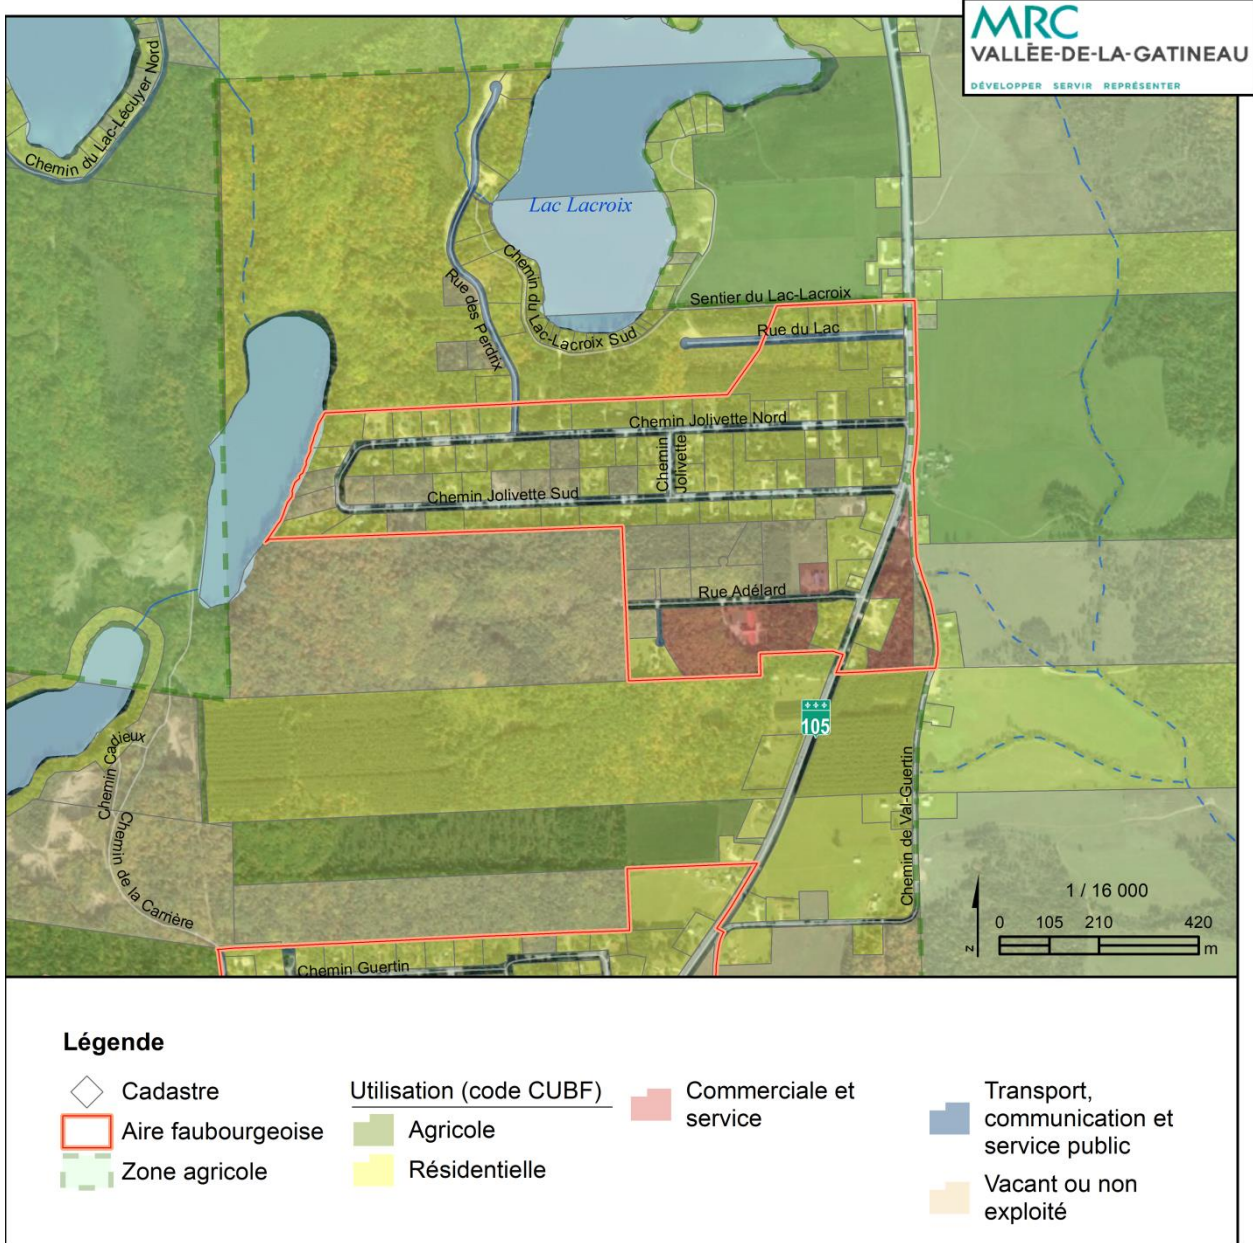 MRC
VALLÉE-DE-LA-GATINEAU
DÉVELOPPER SERVIR REPRÉSENTER
Chemin du Lac-Lécuyer Nord
Lac Lacroix
Rue des Perdrix
Chemin du Lac-Lacroix Sud
Sentier du Lac-Lacroix
Rue du Lac
Chemin Jolivette Nord
Chemin
Jolivette
Chemin Jolivette Sud
Rue Adélard
105
Chemin Cadieux
Chemin de la Carrière
Chemin de Val-Guertin
Chemin Guertin
1 / 16 000
0 105 210 420
m
z
Légende
Cadastre
Aire faubourgeoise
Zone agricole
Utilisation (code CUBF)
Agricole
Résidentielle
Commerciale et
service
Transport,
communication et
service public
Vacant ou non
exploité